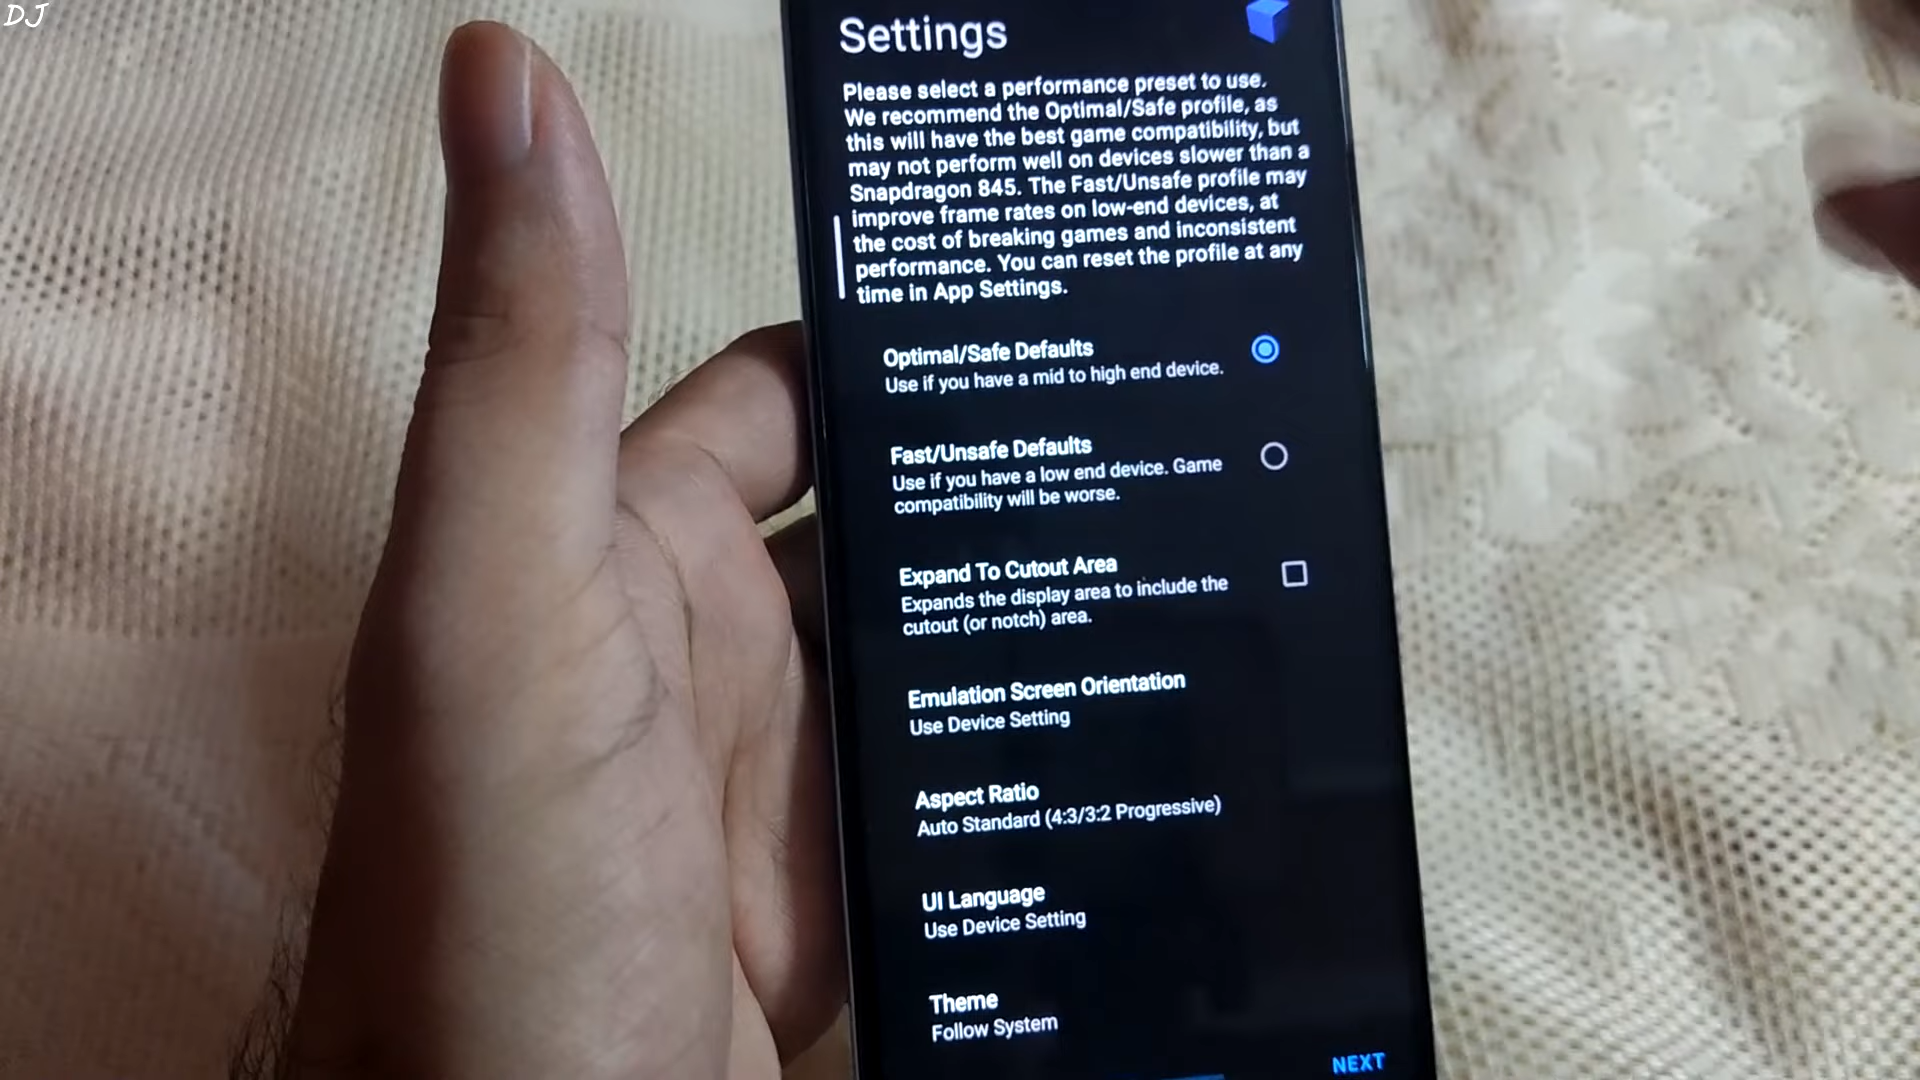 DJ
Settings
Please select a performance preset to use.
We recommend the Optimal/Safe profile, as
this will have the best game compatibility, but
may not perform well on devices slower than a
Snapdragon 845. The Fast/Unsafe profile may
improve frame rates on low-end devices, at
the cost of breaking games and inconsistent
performance. You can reset the profile at any
time in App Settings.
Optimal/Safe Defaults
Use if you have a mid to high end device.
Fast/Unsafe Defaults
Use if you have a low end device. Game
compatibility will be worse.
Expand To Cutout Area
Expands the display area to include the
cutout (or notch) area.
Emulation Screen Orientation
Use Device Setting
Aspect Ratio
Auto Standard (4:3/3:2 Progressive)
UI Language
Use Device Setting
Theme
Follow System
NEXT